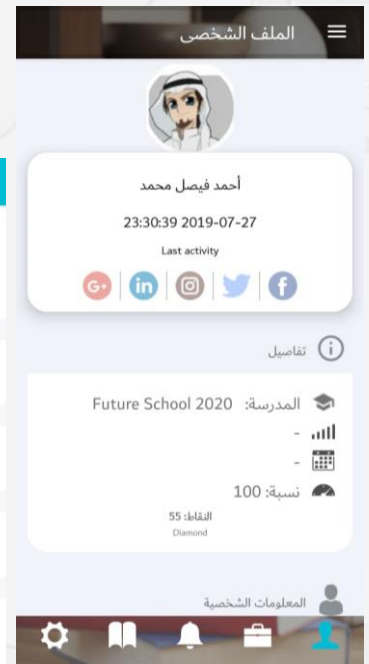 الملف الشخصى
أحمد فيصل محمد
23:30:39 2019-07-27
Last activity
G+ in f
تفاصيل
المدرسة: Future School 2020
-
-
نسبة: 100
النقاط: 55
Diamond
المعلومات الشخصية